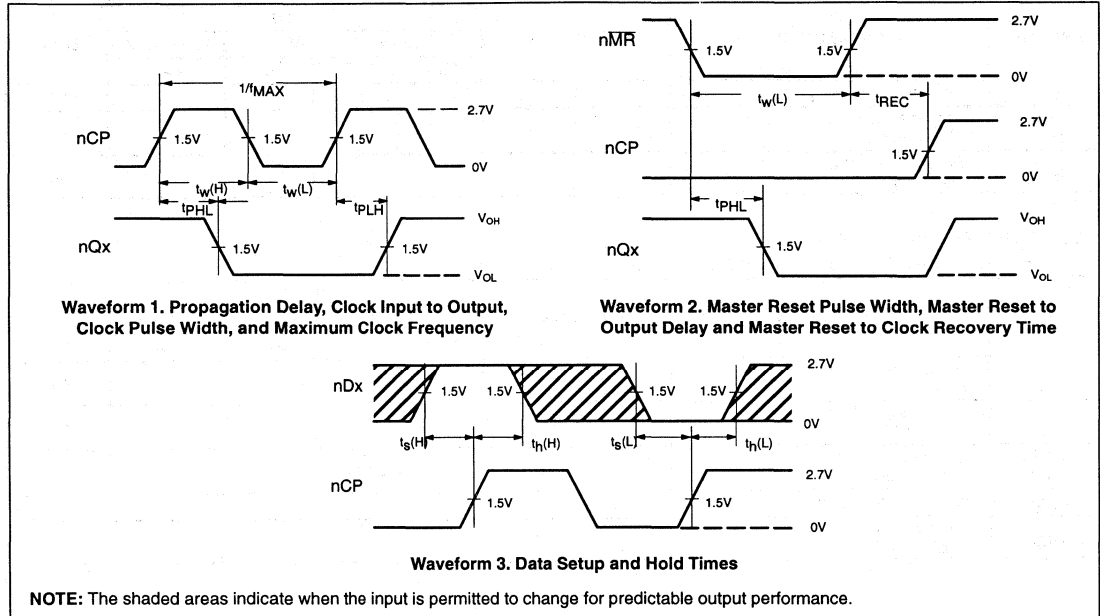 1/fMAX
nCP
1.5V
1.5V
1.5V
2.7V
0V
tw(H)
tw(L)
tPHL
tPLH
nQx
1.5V
1.5V
VOH
VOL
Waveform 1. Propagation Delay, Clock Input to Output,
Clock Pulse Width, and Maximum Clock Frequency
nMR
1.5V
1.5V
2.7V
0V
tw(L)
tREC
nCP
1.5V
2.7V
0V
tPHL
nQx
1.5V
VOH
VOL
Waveform 2. Master Reset Pulse Width, Master Reset to
Output Delay and Master Reset to Clock Recovery Time
nDx
1.5V
1.5V
1.5V
1.5V
2.7V
0V
ts(H)
th(H)
ts(L)
th(L)
nCP
1.5V
1.5V
2.7V
0V
Waveform 3. Data Setup and Hold Times
NOTE: The shaded areas indicate when the input is permitted to change for predictable output performance.